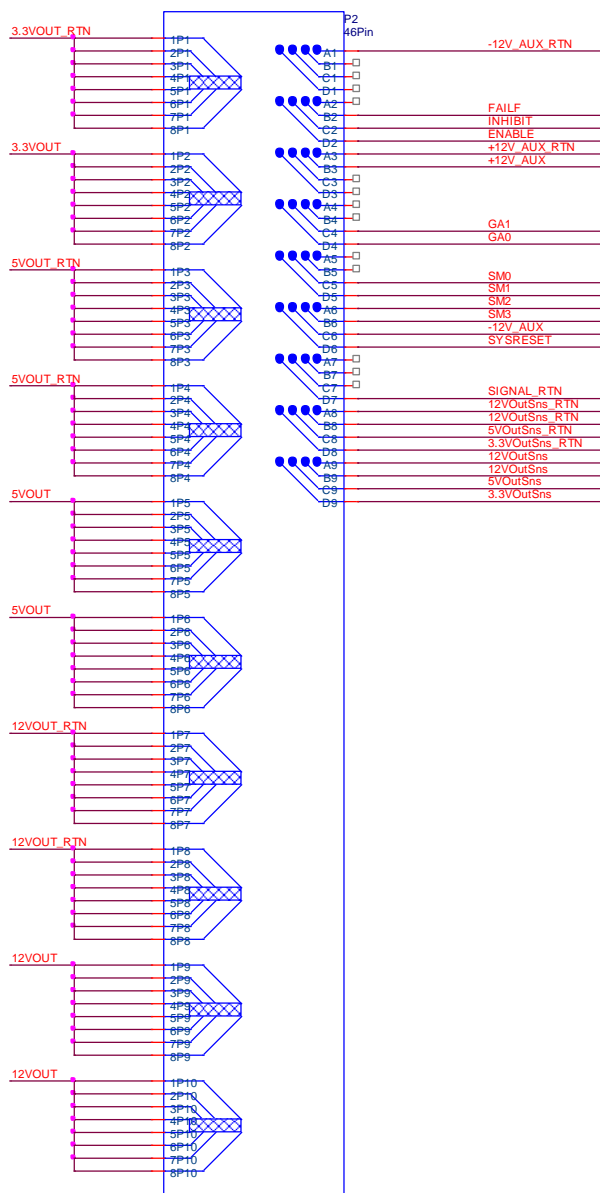 P2
46Pin
3.3VOUT_RTN
1P1
2P1
3P1
4P1
5P1
6P1
7P1
8P1
3.3VOUT
1P2
2P2
3P2
4P2
5P2
6P2
7P2
8P2
5VOUT_RTN
1P3
2P3
3P3
4P3
5P3
6P3
7P3
8P3
5VOUT_RTN
1P4
2P4
3P4
4P4
5P4
6P4
7P4
8P4
5VOUT
1P5
2P5
3P5
4P5
5P5
6P5
7P5
8P5
5VOUT
1P6
2P6
3P6
4P6
5P6
6P6
7P6
8P6
12VOUT_RTN
1P7
2P7
3P7
4P7
5P7
6P7
7P7
8P7
12VOUT_RTN
1P8
2P8
3P8
4P8
5P8
6P8
7P8
8P8
12VOUT
1P9
2P9
3P9
4P9
5P9
6P9
7P9
8P9
12VOUT
1P10
2P10
3P10
4P10
5P10
6P10
7P10
8P10
A1 -12V_AUX_RTN
B1
C1
D1
A2
B2 FAILF
C2 INHIBIT
D2 ENABLE
A3 +12V_AUX_RTN
B3 +12V_AUX
C3
D3
A4
B4
C4 GA1
D4 GA0
A5
B5
C5 SM0
D5 SM1
A6 SM2
B6 SM3
C6 -12V_AUX
D6 SYSRESET
A7
B7
C7
D7 SIGNAL_RTN
A8 12VOutSns_RTN
B8 12VOutSns_RTN
C8 5VOutSns_RTN
D8 3.3VOutSns_RTN
A9 12VOutSns
B9 12VOutSns
C9 5VOutSns
D9 3.3VOutSns